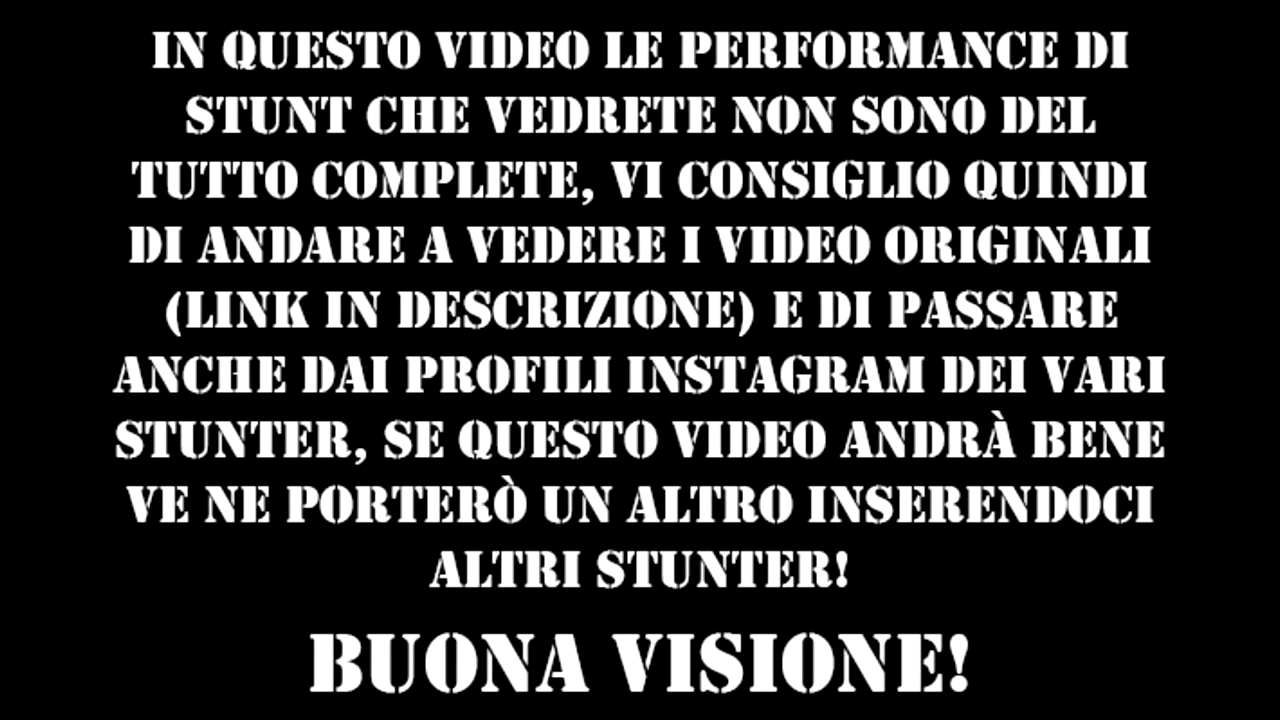 IN QUESTO VIDEO LE PERFORMANCE DI
STUNT CHE VEDRETE NON SONO DEL
TUTTO COMPLETE, VI CONSIGLIO QUINDI
DI ANDARE A VEDERE I VIDEO ORIGINALI
(LINK IN DESCRIZIONE) E DI PASSARE
ANCHE DAI PROFILI INSTAGRAM DEI VARI
STUNTER, SE QUESTO VIDEO ANDRÀ BENE
VE NE PORTERÒ UN ALTRO INSERENDOCI
ALTRI STUNTER!
BUONA VISIONE!